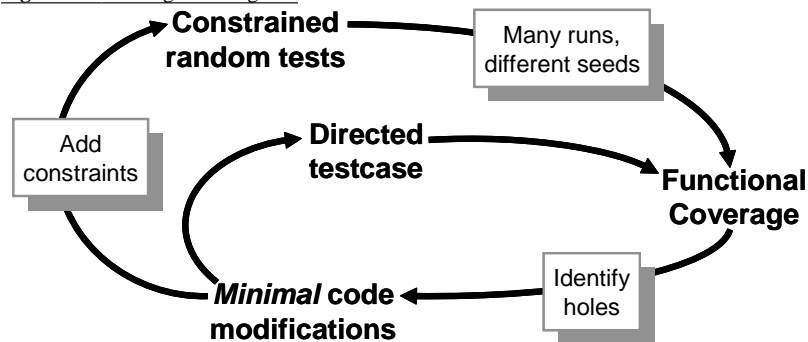 Constrained
random tests
Many runs,
different seeds
Add
constraints
Directed
testcase
Functional
Coverage
Identify
holes
Minimal code
modifications